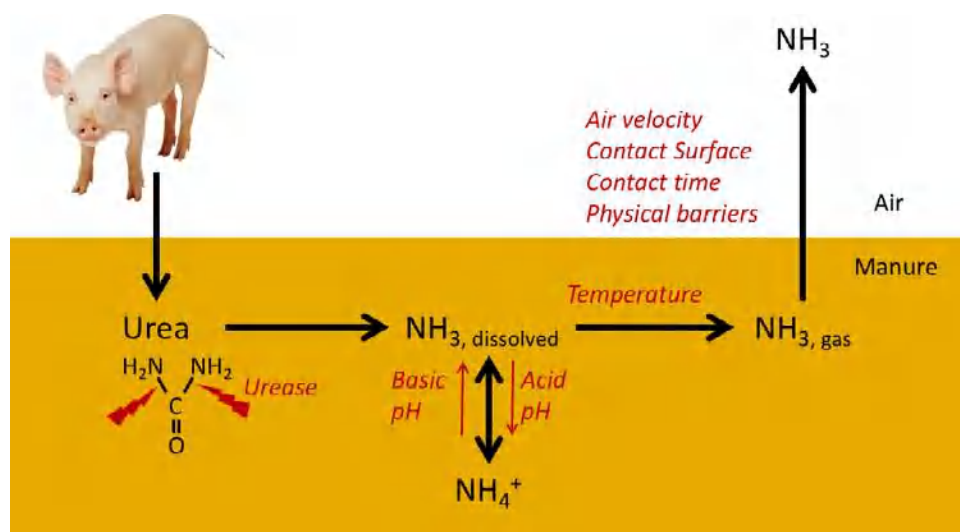 NH₃
Air velocity
Contact Surface
Contact time
Physical barriers
Air
Manure
Temperature
Urea
NH₃, dissolved
NH₃, gas
H₂N
NH₂
Urease
C
O
Basic
pH
Acid
pH
NH₄⁺